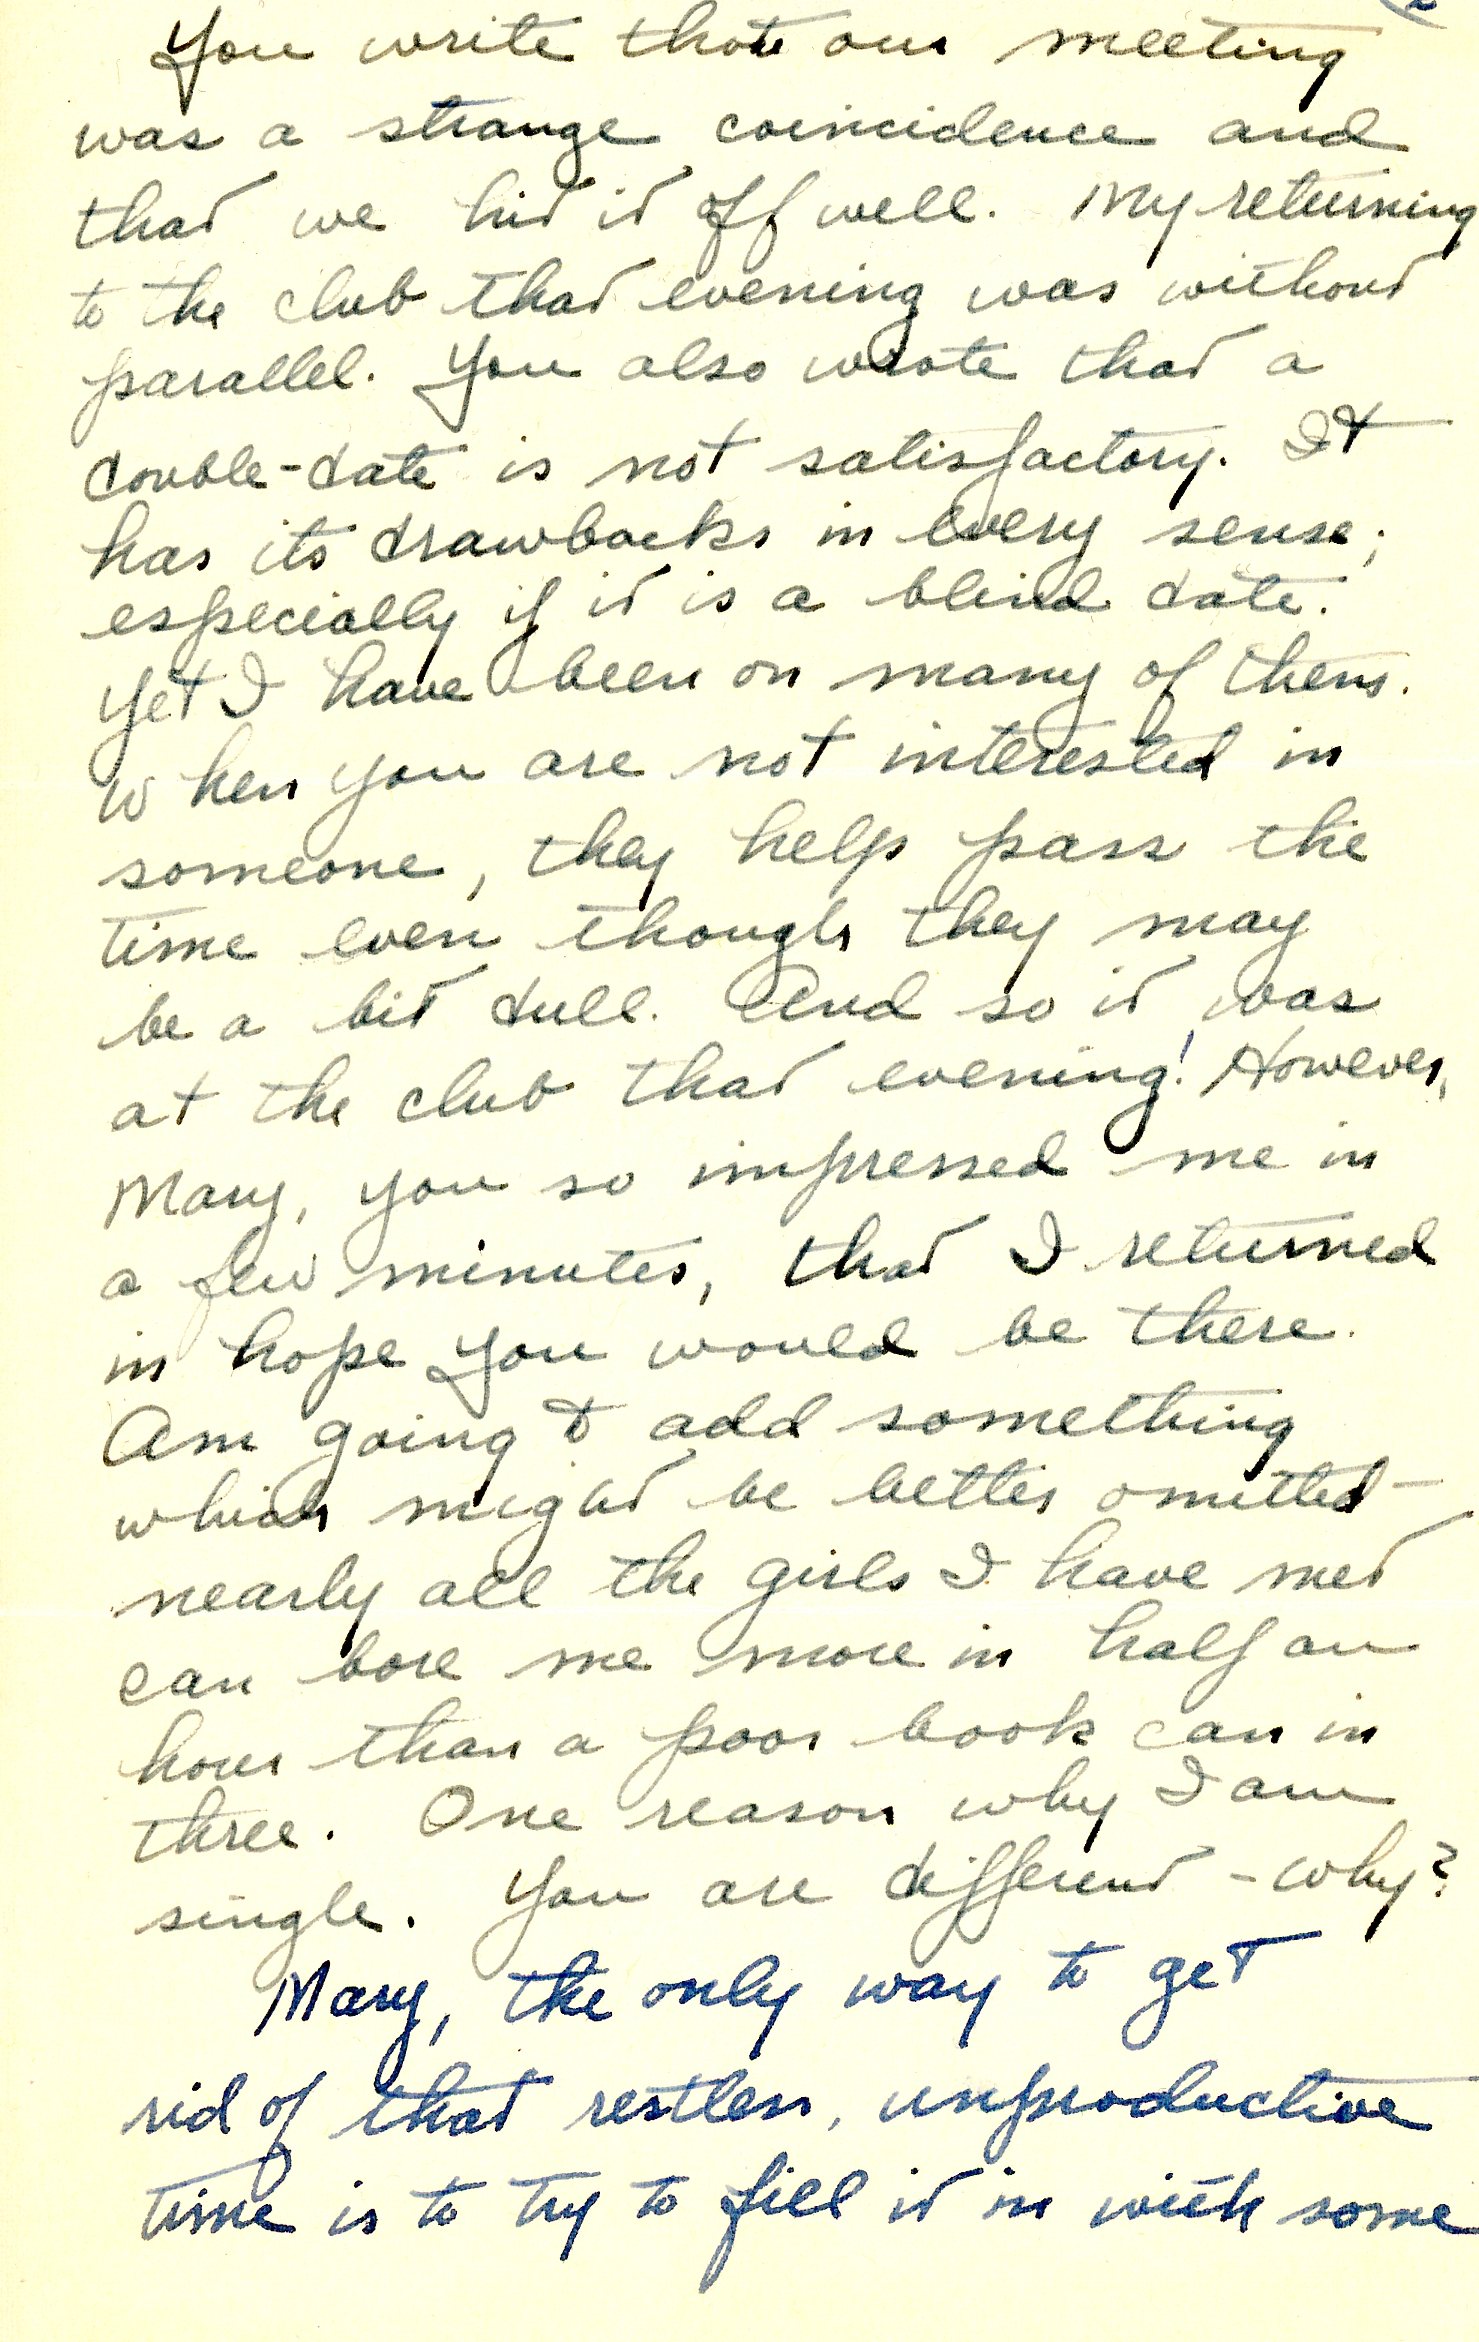 2
You write that our meeting
was a strange coincidence and
that we hit it off well. My returning
to the club that evening was without
parallel. You also wrote that a
double-date is not satisfactory. It
has its drawbacks in every sense;
especially if it is a blind date.
Yet I have been on many of them.
When you are not interested in
someone, they help pass the
time even though they may
be a bit dull. And so it was
at the club that evening! However,
Mary, you so impressed me in
a few minutes, that I returned
in hope you would be there.
Am going to add something
which might be better omitted -
nearly all the girls I have met
can bore me more in half an
hour than a poor book can in
three. One reason why I am
single. You are different - why?
Mary, the only way to get
rid of that restless, unproductive
time is to try to fill it in with some